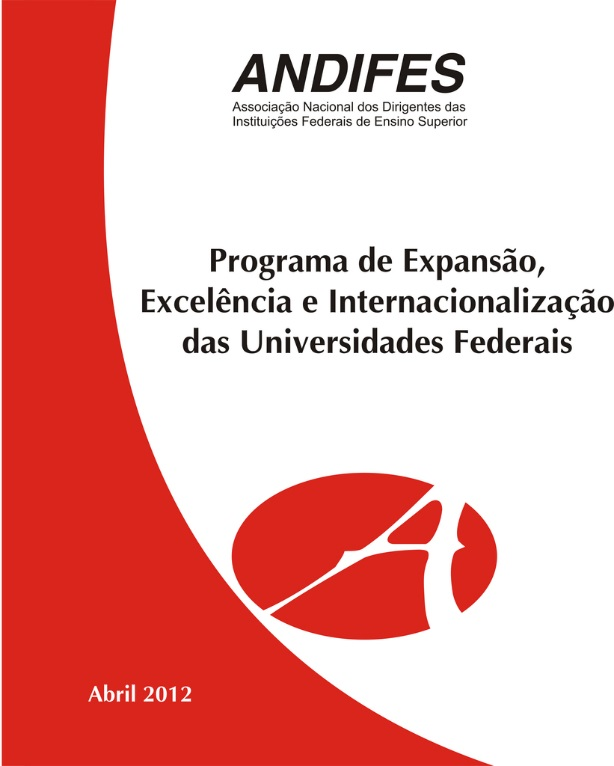 ANDIFES
Associação Nacional dos Dirigentes das
Instituições Federais de Ensino Superior
Programa de Expansão,
Excelência e Internacionalização
das Universidades Federais
Abril 2012